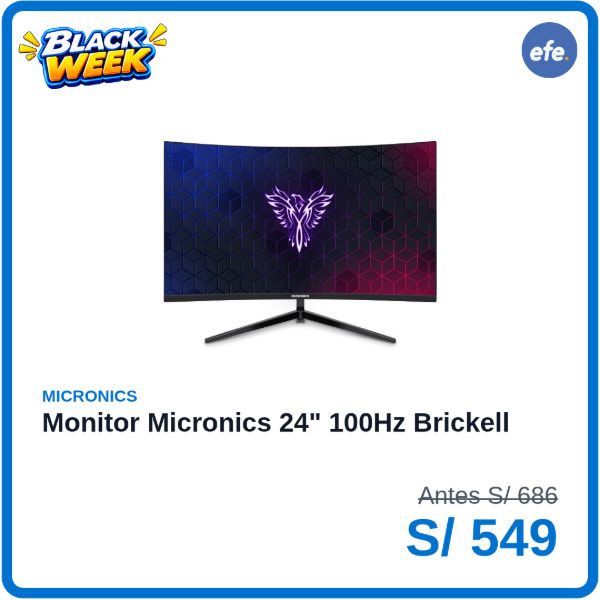 BLACK
WEEK
efe.
MICRONICS
Monitor Micronics 24" 100Hz Brickell
Antes S/ 686
S/ 549